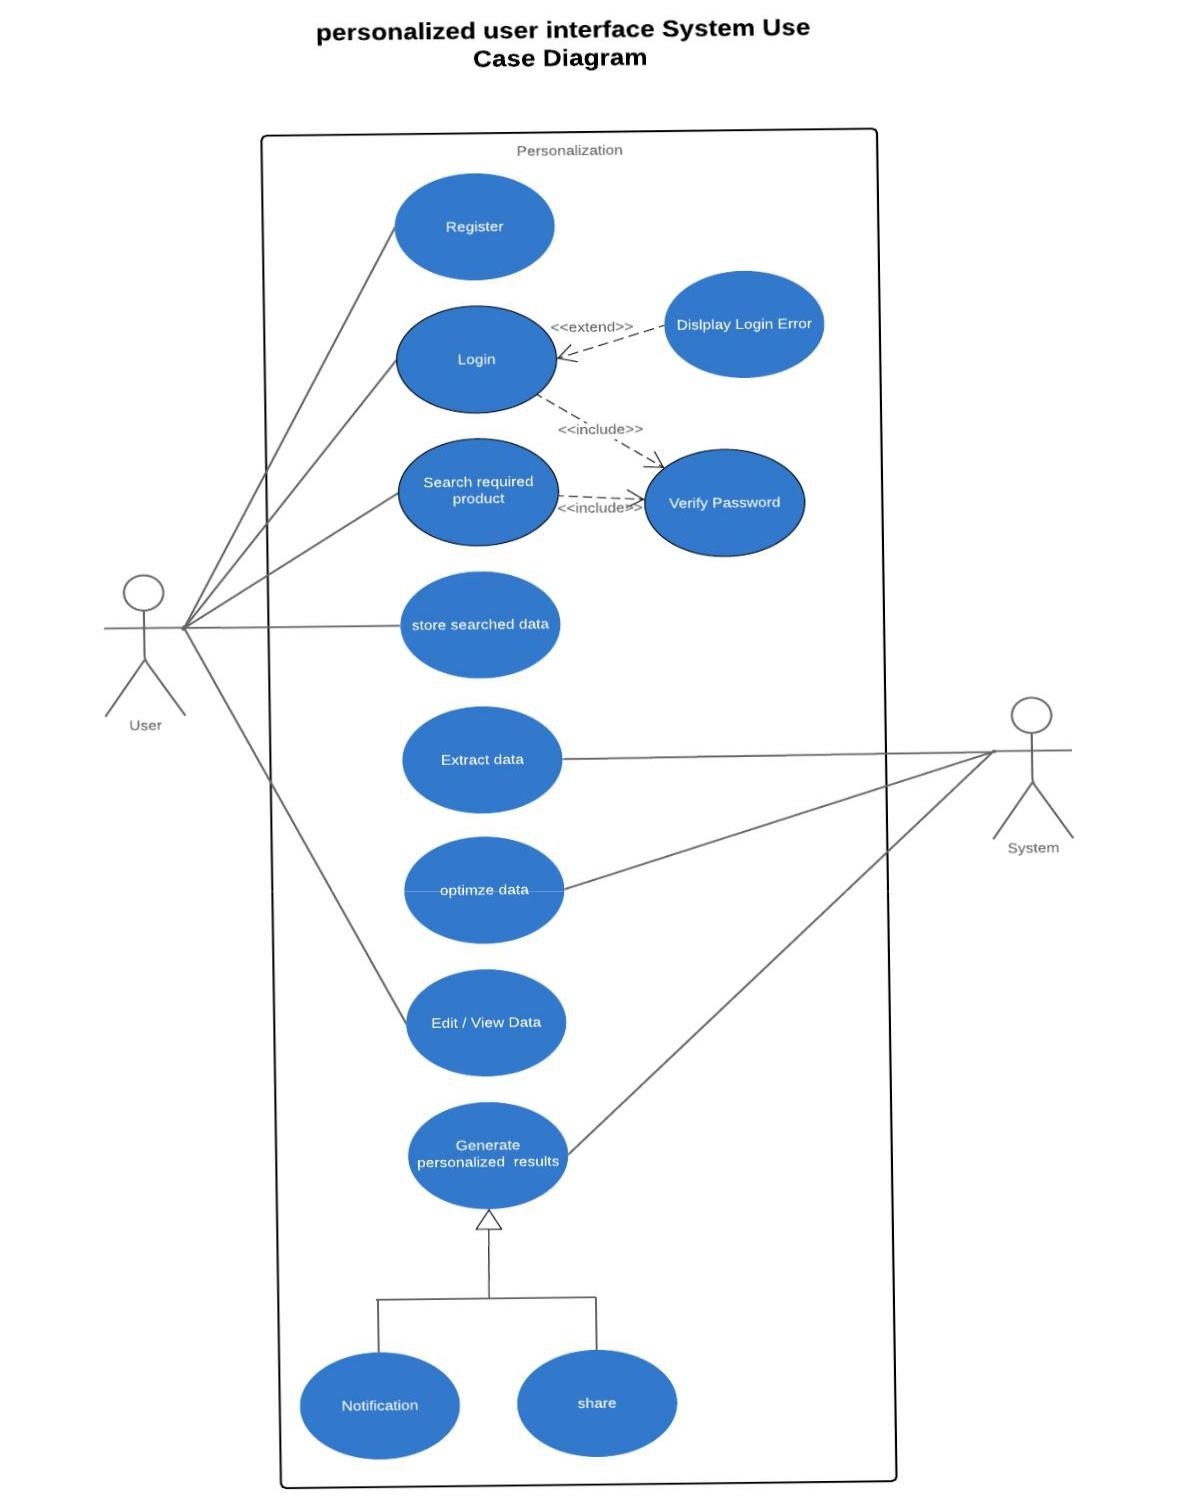 personalized user interface System Use
Case Diagram
Personalization
Register
Dislplay Login Error
<<extend>>
Login
<<include>>
Search required
product
Verify Password
<<include>>
store searched data
User
Extract data
System
optimze data
Edit / View Data
Generate
personalized results
Notification
share